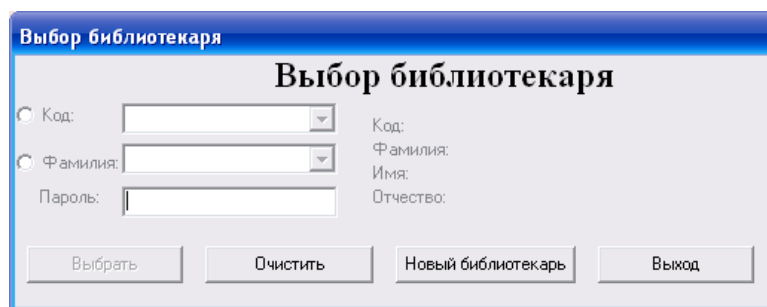 Выбор библиотекаря
Выбор библиотекаря
Код:
Фамилия:
Пароль:
Код:
Фамилия:
Имя:
Отчество:
Выбрать Очистить Новый библиотекарь Выход